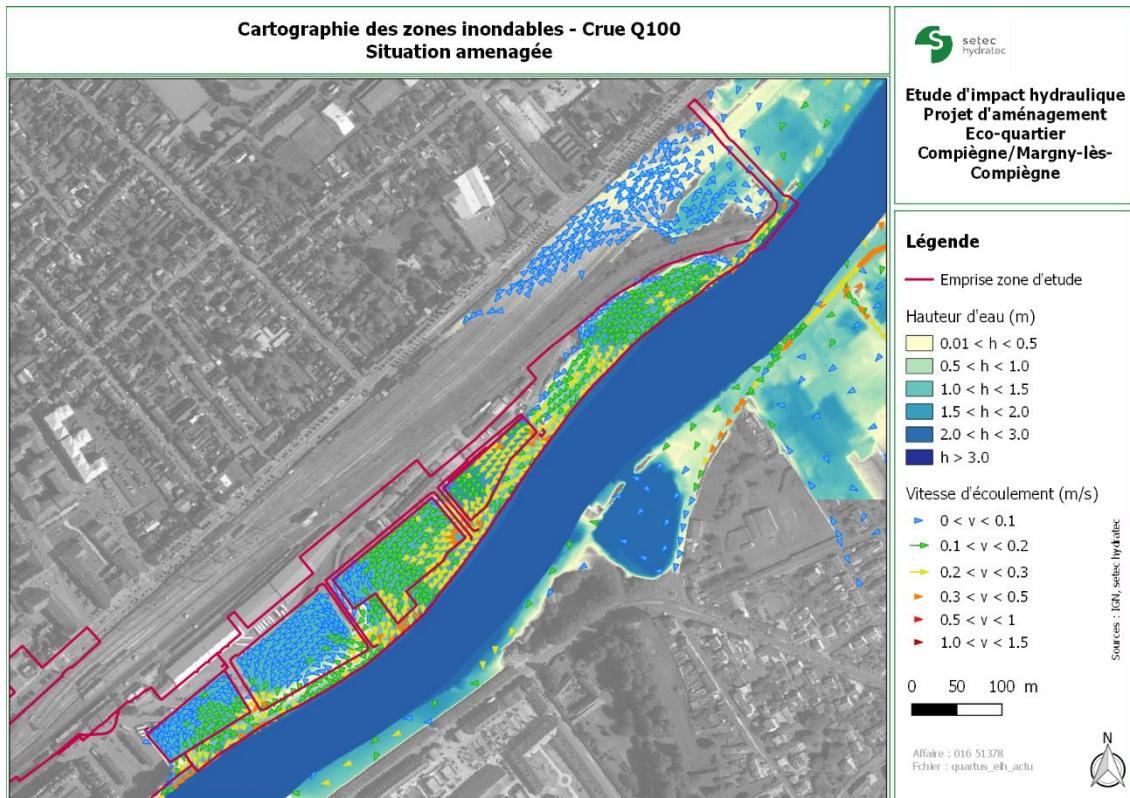 Cartographie des zones inondables - Crue Q100
Situation amenagée
setec
hydratec
Etude d'impact hydraulique
Projet d'aménagement
Eco-quartier
Compiègne/Margny-lès-
Compiègne
Légende
Emprise zone d'etude
Hauteur d'eau (m)
0.01 < h < 0.5
0.5 < h < 1.0
1.0 < h < 1.5
1.5 < h < 2.0
2.0 < h < 3.0
h > 3.0
Vitesse d'écoulement (m/s)
0 < v < 0.1
0.1 < v < 0.2
0.2 < v < 0.3
0.3 < v < 0.5
0.5 < v < 1
1.0 < v < 1.5
Sources : IGN, setec hydratec
0 50 100 m
Affaire : 016 51378
Fchier : quartus_eih_actu
N